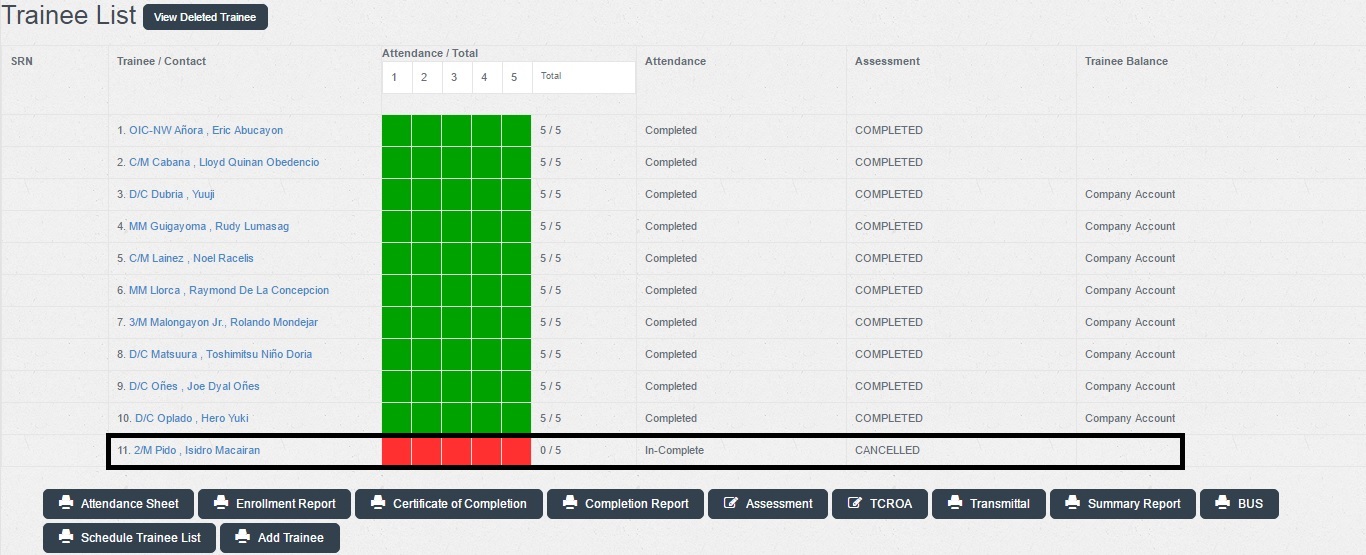 Trainee List View Deleted Trainee
SRN Trainee / Contact Attendance / Total Attendance Assessment Trainee Balance
1 2 3 4 5 Total
1. OIC-NW Añora , Eric Abucayon 5 / 5 Completed COMPLETED
2. C/M Cabana , Lloyd Quinan Obedencio 5 / 5 Completed COMPLETED
3. D/C Dubria , Yuuji 5 / 5 Completed COMPLETED Company Account
4. MM Guigayoma , Rudy Lumasag 5 / 5 Completed COMPLETED Company Account
5. C/M Lainez , Noel Racelis 5 / 5 Completed COMPLETED Company Account
6. MM Llorca , Raymond De La Concepcion 5 / 5 Completed COMPLETED Company Account
7. 3/M Malongayon Jr., Rolando Mondejar 5 / 5 Completed COMPLETED Company Account
8. D/C Matsuura , Toshimitsu Niño Doria 5 / 5 Completed COMPLETED Company Account
9. D/C Oñes , Joe Dyal Oñes 5 / 5 Completed COMPLETED Company Account
10. D/C Oplado , Hero Yuki 5 / 5 Completed COMPLETED Company Account
11. 2/M Pido , Isidro Macairan 0 / 5 In-Complete CANCELLED
Attendance Sheet Enrollment Report Certificate of Completion Completion Report Assessment TCROA Transmittal Summary Report BUS
Schedule Trainee List Add Trainee